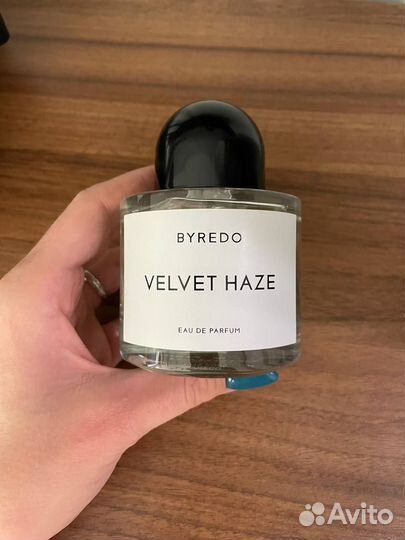 BYREDO
VELVET HAZE
EAU DE PARFUM
Avito